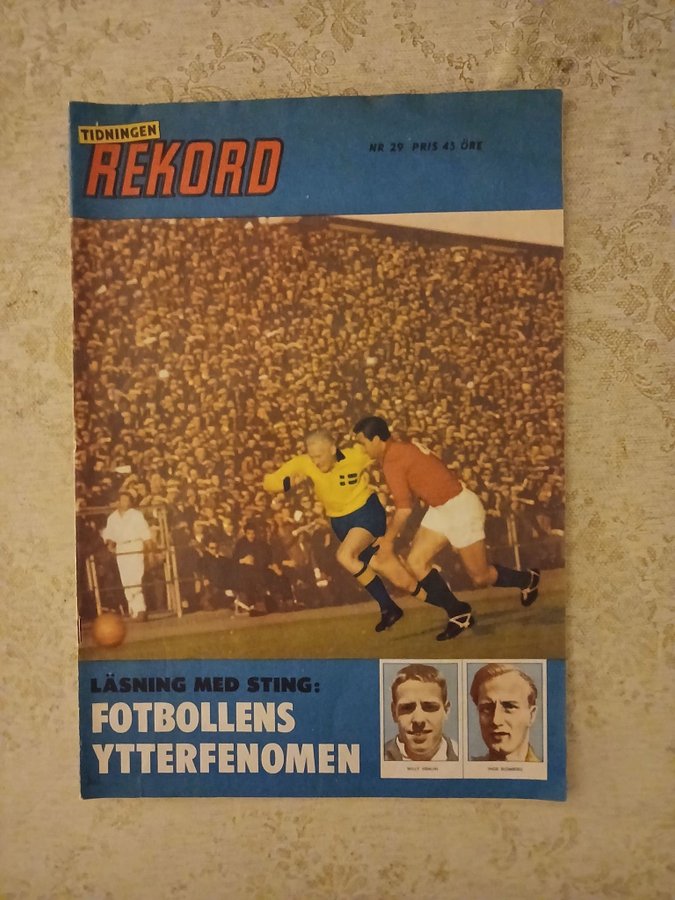 TIDNINGEN
REKORD
NR 29 PRIS 45 ÖRE
LÄSNING MED STING:
FOTBOLLENS
YTTERFENOMEN